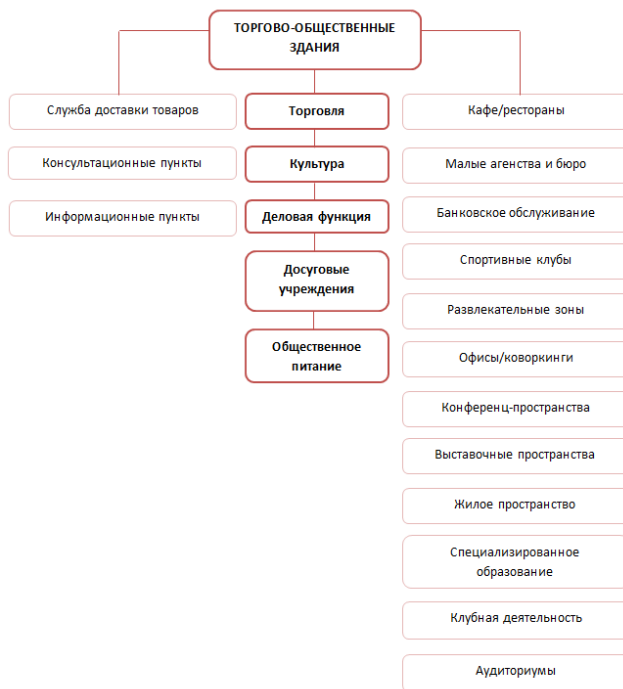 ТОРГОВО-ОБЩЕСТВЕННЫЕ
ЗДАНИЯ
Служба доставки товаров
Консультационные пункты
Информационные пункты
Торговля
Культура
Деловая функция
Досуговые
учреждения
Общественное
питание
Кафе/рестораны
Малые агенства и бюро
Банковское обслуживание
Спортивные клубы
Развлекательные зоны
Офисы/коворкинги
Конференц-пространства
Выставочные пространства
Жилое пространство
Специализированное
образование
Клубная деятельность
Аудиториумы